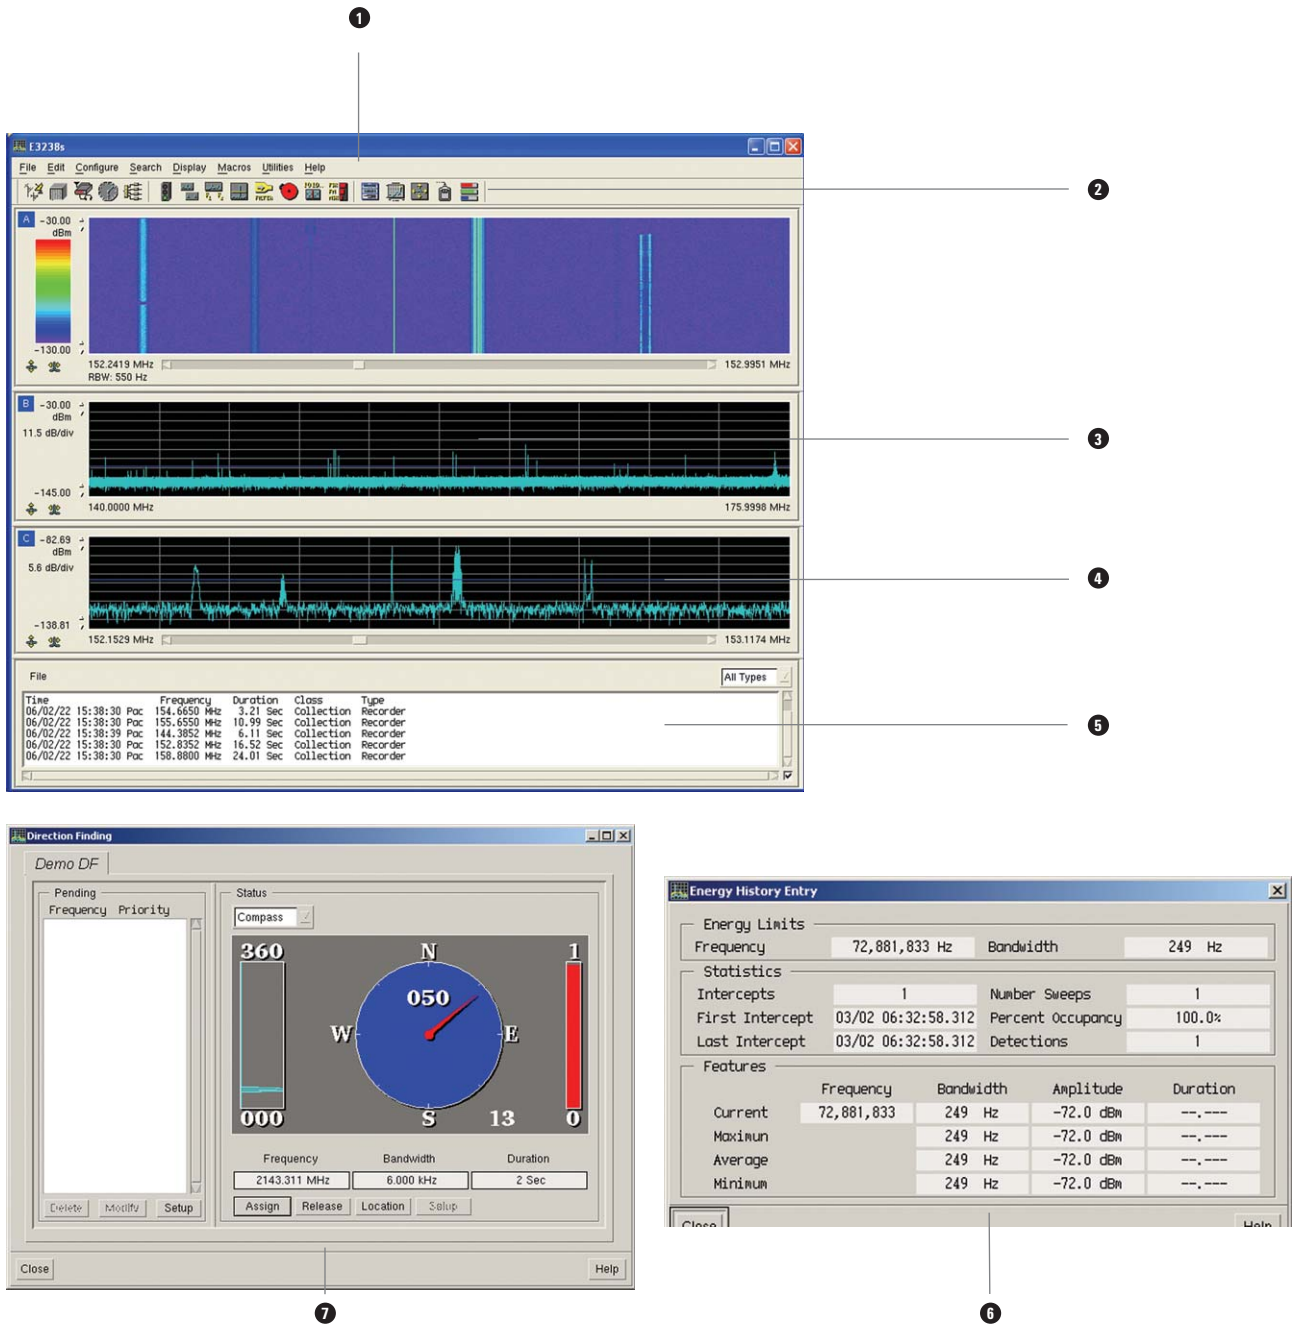 1
E3238s
File Edit Configure Search Display Macros Utilities Help
2
A -30.00
dBm
-130.00
152.2419 MHz 152.9951 MHz
RBW: 550 Hz
B -30.00
dBm
11.5 dB/div
3
-145.00
140.0000 MHz 175.9998 MHz
C -82.69
dBm
5.6 dB/div
4
-138.81
152.1529 MHz 153.1174 MHz
File All Types
Time Frequency Duration Class Type
06/02/22 15:38:30 Pac 154.6650 MHz 3.21 Sec Collection Recorder
06/02/22 15:38:30 Pac 155.6550 MHz 10.99 Sec Collection Recorder
06/02/22 15:38:39 Pac 144.3852 MHz 6.11 Sec Collection Recorder
06/02/22 15:38:30 Pac 152.8352 MHz 16.52 Sec Collection Recorder
06/02/22 15:38:30 Pac 158.8800 MHz 24.01 Sec Collection Recorder
5
Direction Finding
Demo DF
Pending
Frequency Priority
Delete Modify Setup
Status
Compass
360 N 1
050
W E
000 S 13 0
Frequency Bandwidth Duration
2143.311 MHz 6.000 kHz 2 Sec
Assign Release Location Setup
Close Help
7
Energy History Entry
Energy Limits
Frequency 72,881,833 Hz Bandwidth 249 Hz
Statistics
Intercepts 1 Number Sweeps 1
First Intercept 03/02 06:32:58.312 Percent Occupancy 100.0%
Last Intercept 03/02 06:32:58.312 Detections 1
Features
Frequency Bandwidth Amplitude Duration
Current 72,881,833 249 Hz -72.0 dBm --.---
Maximum 249 Hz -72.0 dBm --.---
Average 249 Hz -72.0 dBm --.---
Minimum 249 Hz -72.0 dBm --.---
Close Help
6